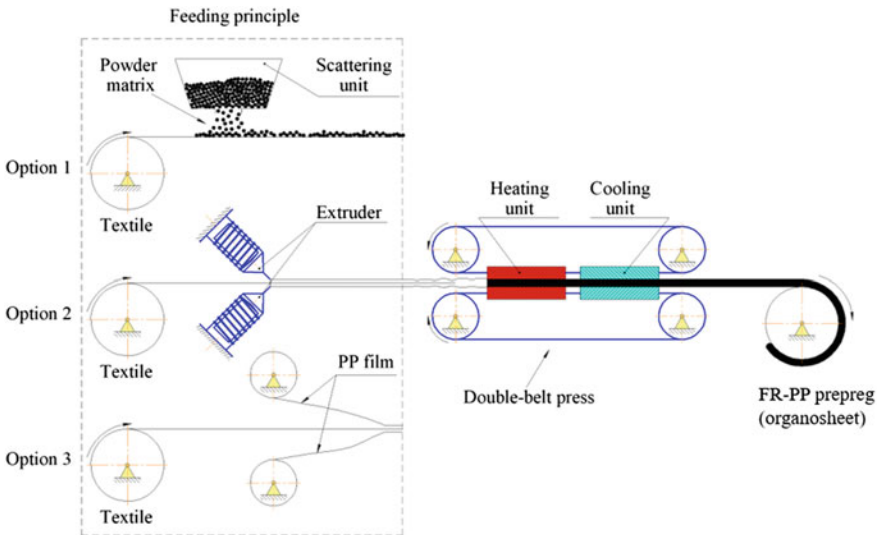 Feeding principle
Powder
matrix
Scattering
unit
Option 1
Textile
Extruder
Heating
unit
Cooling
unit
Option 2
Textile
PP film
Double-belt press
FR-PP prepreg
(organosheet)
Option 3
Textile